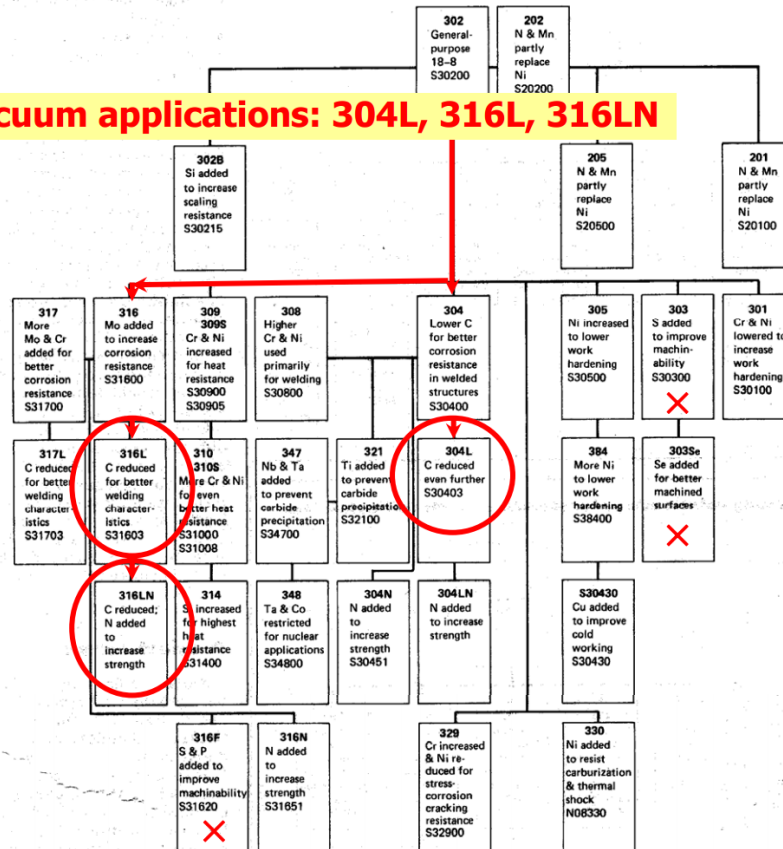 302
General-
purpose
18–8
S30200
202
N & Mn
partly
replace
Ni
S20200
cuum applications: 304L, 316L, 316LN
302B
Si added
to increase
scaling
resistance
S30215
205
N & Mn
partly
replace
Ni
S20500
201
N & Mn
partly
replace
Ni
S20100
317
More
Mo & Cr
added for
better
corrosion
resistance
S31700
316
Mo added
to increase
corrosion
resistance
S31600
309
309S
Cr & Ni
increased
for heat
resistance
S30900
S30905
308
Higher
Cr & Ni
used
primarily
for welding
S30800
304
Lower C
for better
corrosion
resistance
in welded
structures
S30400
305
Ni increased
to lower
work
hardening
S30500
303
S added
to improve
machin-
ability
S30300
301
Cr & Ni
lowered to
increase
work
hardening
S30100
317L
C reduced
for better
welding
character-
istics
S31703
316L
C reduced
for better
welding
character-
istics
S31603
310
310S
More Cr & Ni
for even
better heat
resistance
S31000
S31008
347
Nb & Ta
added
to prevent
carbide
precipitation
S34700
321
Ti added
to prevent
carbide
precipitation
S32100
304L
C reduced
even further
S30403
384
More Ni
to lower
work
hardening
S38400
303Se
Se added
for better
machined
surfaces
316LN
C reduced;
N added
to
increase
strength
314
Si increased
for highest
heat
resistance
S31400
348
Ta & Co
restricted
for nuclear
applications
S34800
304N
N added
to
increase
strength
S30451
304LN
N added
to increase
strength
S30430
Cu added
to improve
cold
working
S30430
316F
S & P
added to
improve
machinability
S31620
316N
N added
to
increase
strength
S31651
329
Cr increased
& Ni re-
duced for
stress-
corrosion
cracking
resistance
S32900
330
Ni added
to resist
carburization
& thermal
shock
N08330